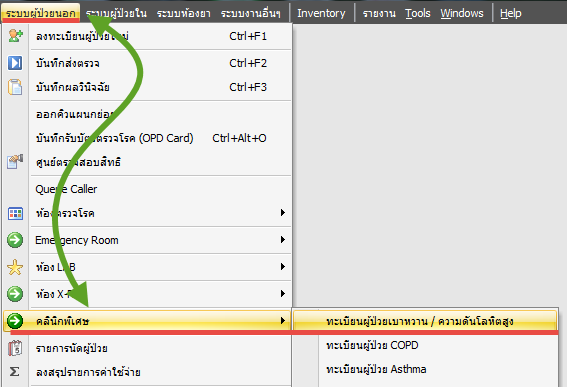 ระบบผู้ป่วยนอก ระบบผู้ป่วยใน ระบบห้องยา ระบบงานอื่นๆ Inventory รายงาน Tools Windows Help
ลงทะเบียนผู้ป่วยใหม่ Ctrl+F1
บันทึกส่งตรวจ Ctrl+F2
บันทึกผลวินิจฉัย Ctrl+F3
ออกคิวแผนกย่อย
บันทึกรับบัตรตรวจโรค (OPD Card) Ctrl+Alt+O
ศูนย์ตรวจสอบสิทธิ
Queue Caller
ห้องตรวจโรค
Emergency Room
ห้อง LAB
ห้อง
คลินิกพิเศษ ทะเบียนผู้ป่วยเบาหวาน / ความดันโลหิตสูง
รายการนัดผู้ป่วย ทะเบียนผู้ป่วย COPD
ลงสรุปรายการค่าใช้จ่าย ทะเบียนผู้ป่วย Asthma